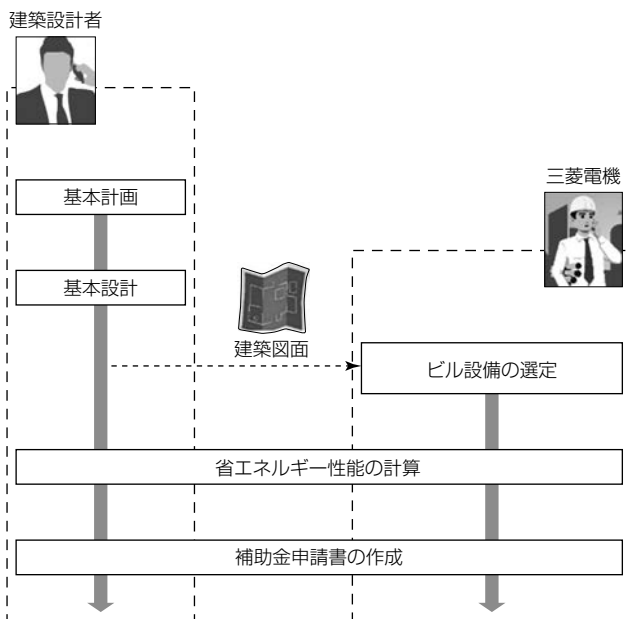 建築設計者
三菱電機
基本計画
基本設計
建築図面
ビル設備の選定
省エネルギー性能の計算
補助金申請書の作成